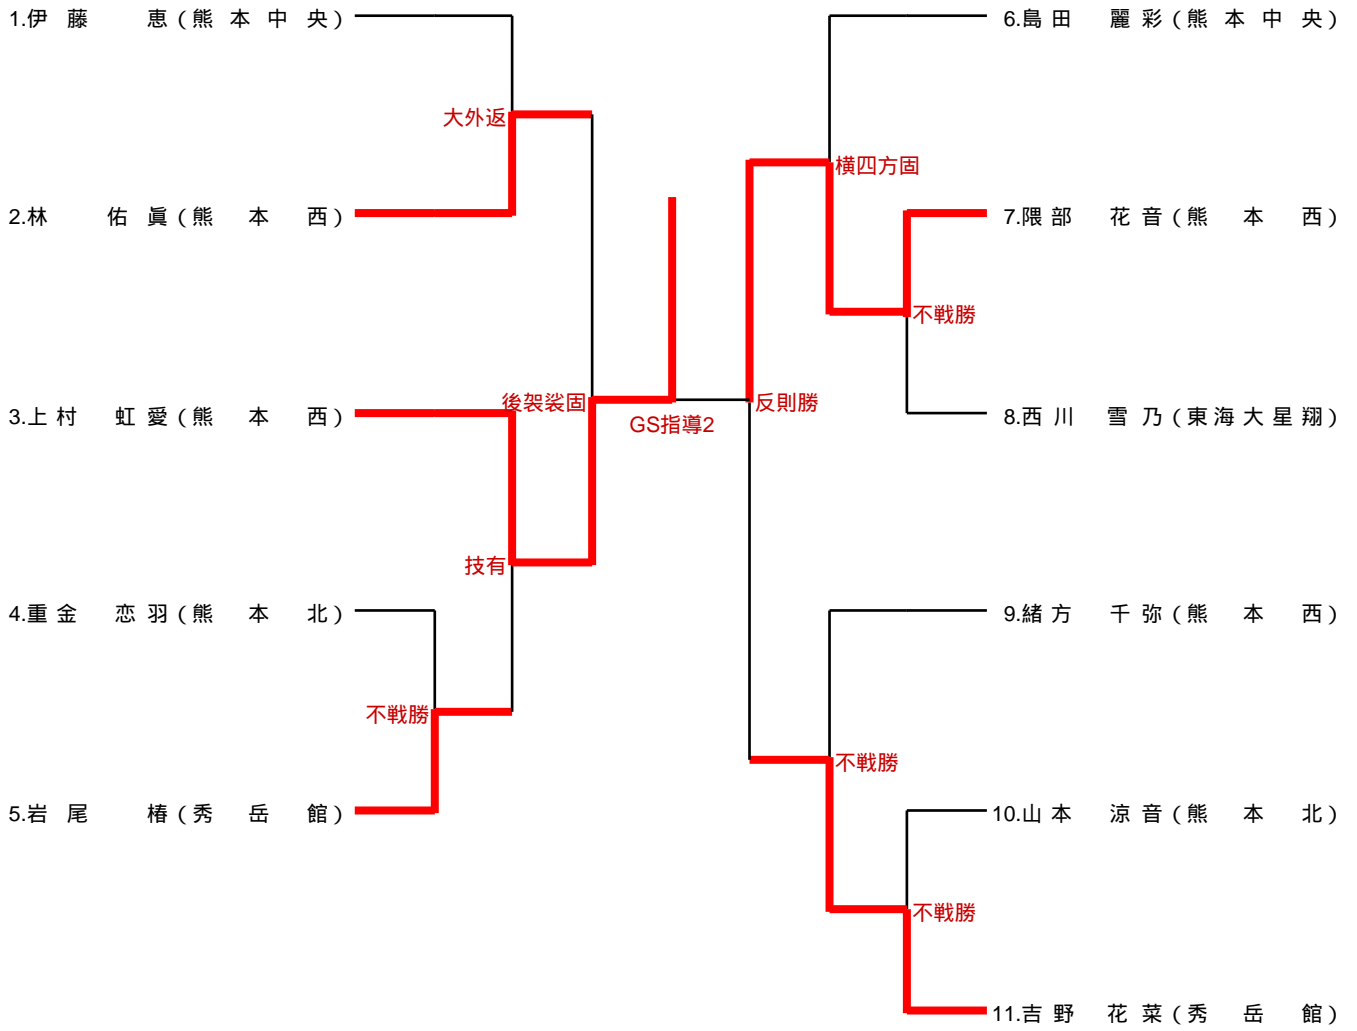 1.伊藤　恵(熊本中央)
大外返
2.林　佑眞(熊本西)
3.上村　虹愛(熊本西)
後袈裟固
GS指導2
技有
4.重金　恋羽(熊本北)
不戦勝
5.岩尾　椿(秀岳館)
6.島田　麗彩(熊本中央)
横四方固
7.隈部　花音(熊本西)
不戦勝
反則勝
8.西川　雪乃(東海大星翔)
9.緒方　千弥(熊本西)
不戦勝
10.山本　涼音(熊本北)
不戦勝
11.吉野　花菜(秀岳館)